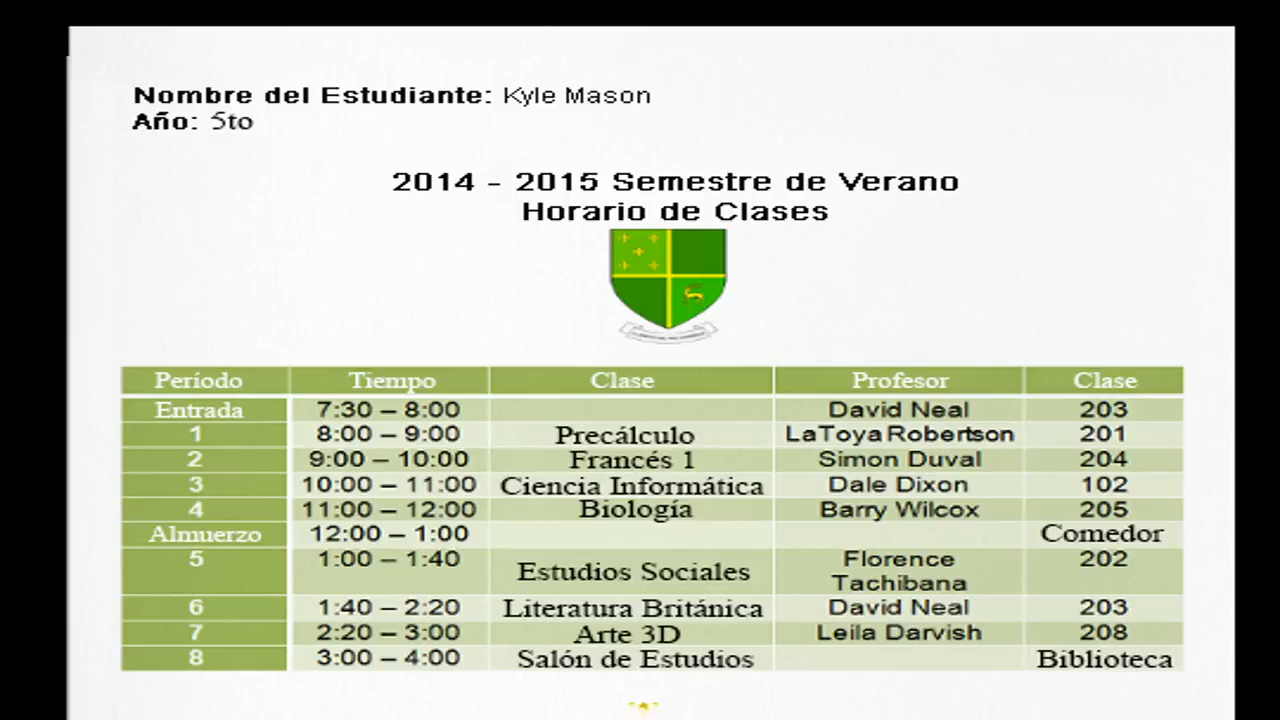 Nombre del Estudiante: Kyle Mason
Año: 5to
2014 - 2015 Semestre de Verano
Horario de Clases
Período Tiempo Clase Profesor Clase
Entrada 7:30 – 8:00 David Neal 203
1 8:00 – 9:00 Precálculo LaToya Robertson 201
2 9:00 – 10:00 Francés 1 Simon Duval 204
3 10:00 – 11:00 Ciencia Informática Dale Dixon 102
4 11:00 – 12:00 Biología Barry Wilcox 205
Almuerzo 12:00 – 1:00 Comedor
5 1:00 – 1:40 Estudios Sociales Florence Tachibana 202
6 1:40 – 2:20 Literatura Británica David Neal 203
7 2:20 – 3:00 Arte 3D Leila Darvish 208
8 3:00 – 4:00 Salón de Estudios Biblioteca